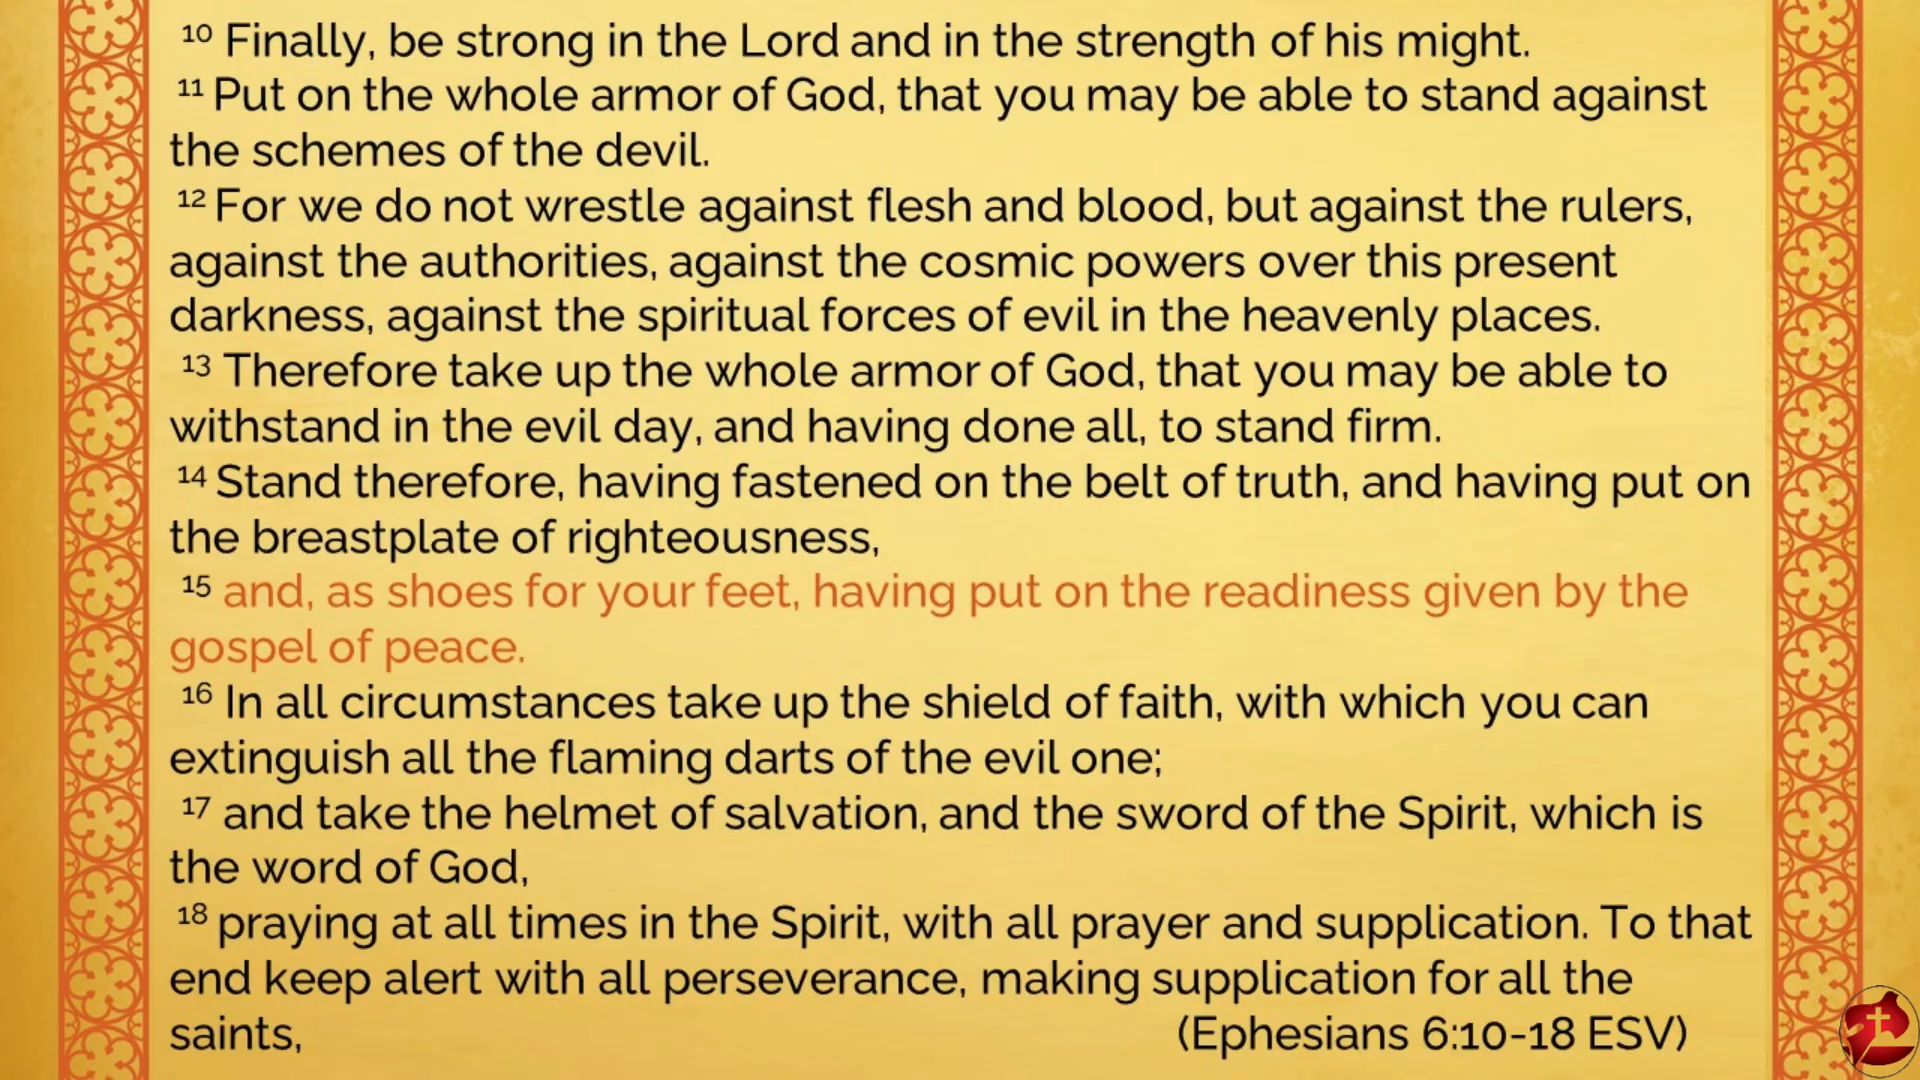 10 Finally, be strong in the Lord and in the strength of his might.
11 Put on the whole armor of God, that you may be able to stand against
the schemes of the devil.
12 For we do not wrestle against flesh and blood, but against the rulers,
against the authorities, against the cosmic powers over this present
darkness, against the spiritual forces of evil in the heavenly places.
13 Therefore take up the whole armor of God, that you may be able to
withstand in the evil day, and having done all, to stand firm.
14 Stand therefore, having fastened on the belt of truth, and having put on
the breastplate of righteousness,
15 and, as shoes for your feet, having put on the readiness given by the
gospel of peace.
16 In all circumstances take up the shield of faith, with which you can
extinguish all the flaming darts of the evil one;
17 and take the helmet of salvation, and the sword of the Spirit, which is
the word of God,
18 praying at all times in the Spirit, with all prayer and supplication. To that
end keep alert with all perseverance, making supplication for all the
saints, (Ephesians 6:10-18 ESV)